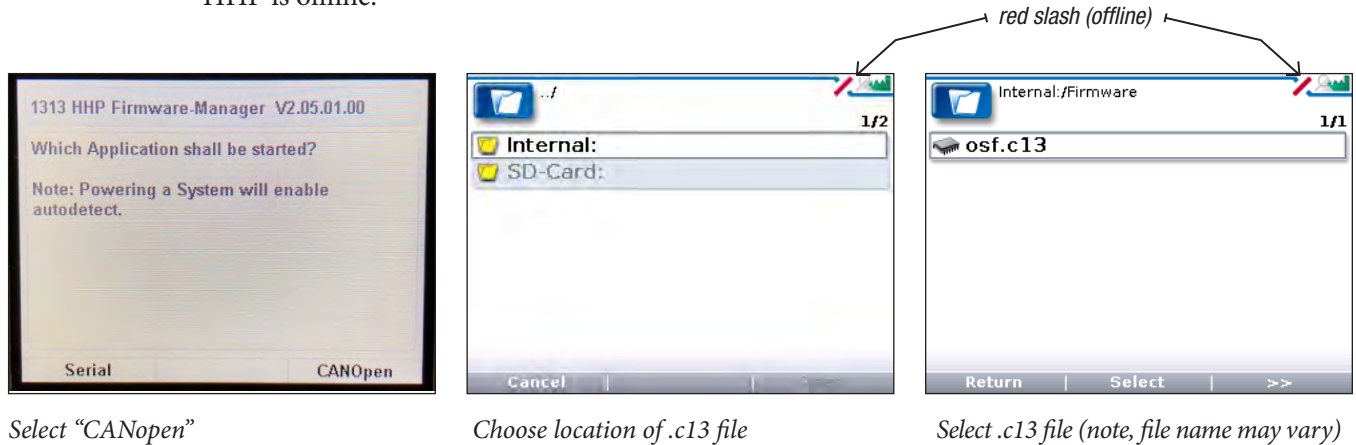 HHP is online.
red slash (offline)
1313 HHP Firmware-Manager V2.05.01.00
Which Application shall be started?
Note: Powering a System will enable
autodetect.
Serial CANOpen
Select “CANopen”
../
1/2
Internal:
SD-Card:
Cancel
Choose location of .c13 file
Internal:/Firmware
1/1
osf.c13
Return Select >>
Select .c13 file (note, file name may vary)